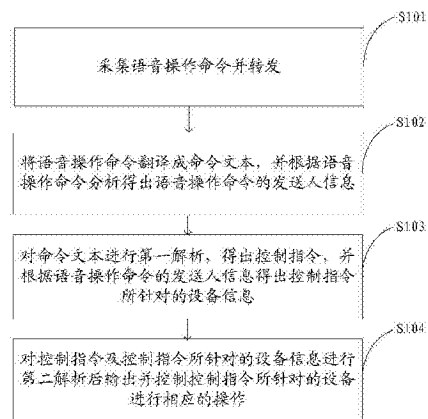 S101
采集语音操作命令并转发
S102
将语音操作命令翻译成命令文本，并根据语音
操作命令分析得出语音操作命令的发送人信息
S103
对命令文本进行第一解析，得出控制指令，并
根据语音操作命令的发送人信息得出控制指令
所针对的设备信息
S104
对控制指令及控制指令所针对的设备信息进行
第二解析后输出并控制控制指令所针对的设备
进行相应的操作